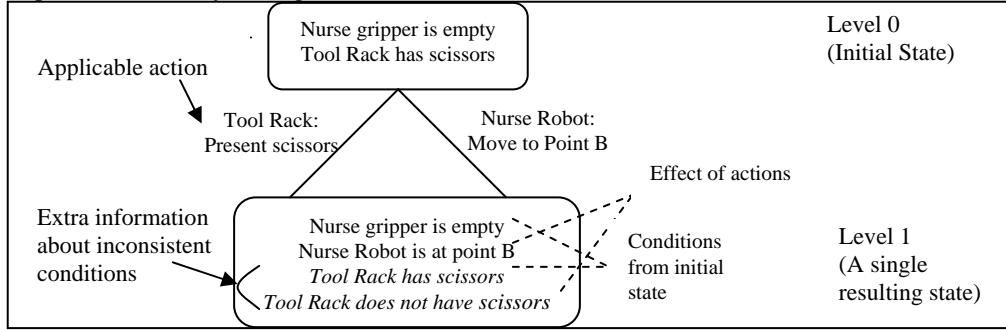 Nurse gripper is empty
Tool Rack has scissors
Level 0
(Initial State)
Applicable action
Tool Rack:
Present scissors
Nurse Robot:
Move to Point B
Effect of actions
Extra information
about inconsistent
conditions
Nurse gripper is empty
Nurse Robot is at point B
Tool Rack has scissors
Tool Rack does not have scissors
Conditions
from initial
state
Level 1
(A single
resulting state)